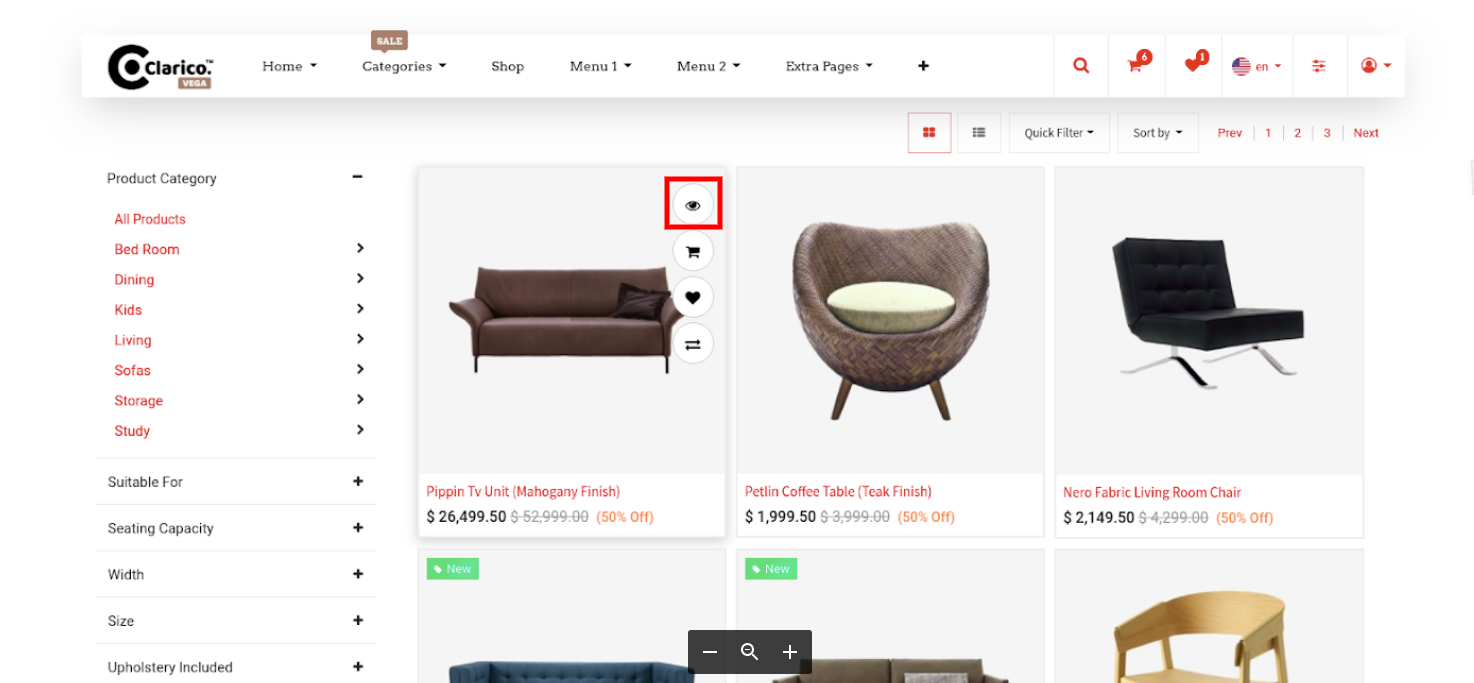 SALE
Clarico.™
VEGA
Home
Categories
Shop
Menu 1
Menu 2
Extra Pages
6
1
en
Quick Filter
Sort by
Prev
1
2
3
Next
Product Category
All Products
Bed Room
Dining
Kids
Living
Sofas
Storage
Study
Suitable For
Seating Capacity
Width
Size
Upholstery Included
Pippin Tv Unit (Mahogany Finish)
$ 26,499.50 $ 52,999.00 (50% Off)
Petlin Coffee Table (Teak Finish)
$ 1,999.50 $ 3,999.00 (50% Off)
Nero Fabric Living Room Chair
$ 2,149.50 $ 4,299.00 (50% Off)
New
New